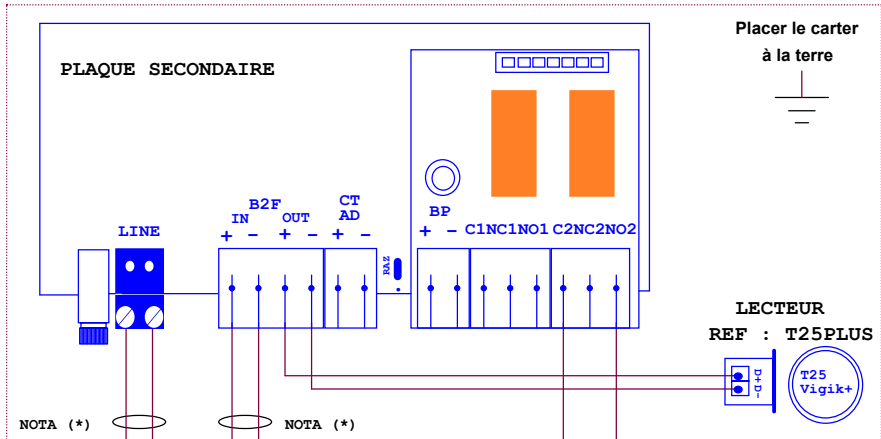 Placer le carter
à la terre
PLAQUE SECONDAIRE
B2F
IN OUT
+ - + -
CT
AD
+ -
BP
+ -
C1NC1NO1 C2NC2NO2
LINE
RAZ
LECTEUR
REF : T25PLUS
D+D-
T25
Vigik+
NOTA (*)
NOTA (*)